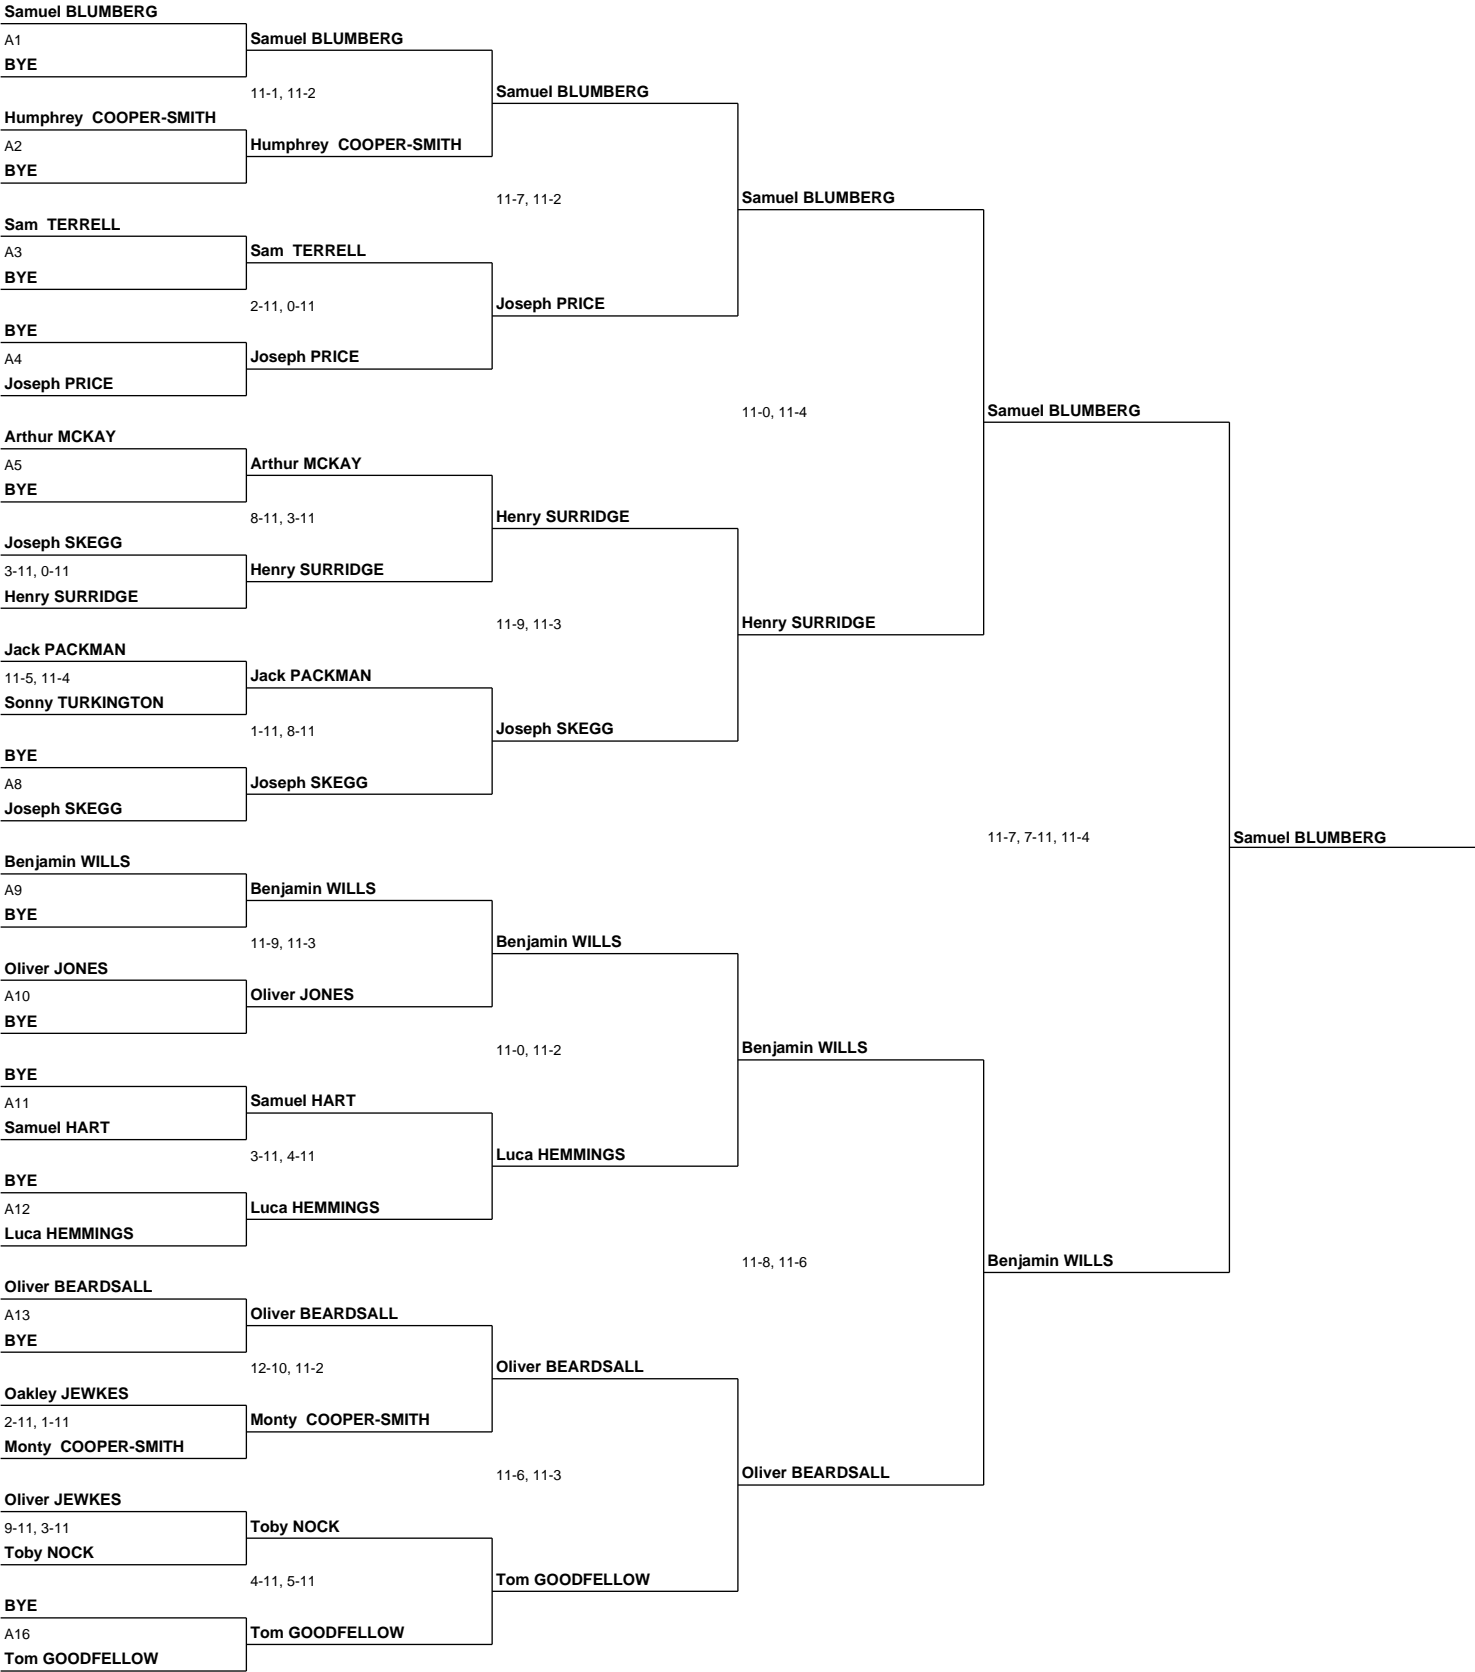 Samuel BLUMBERG
A1
BYE
Humphrey  COOPER-SMITH
A2
BYE
Sam  TERRELL
A3
BYE
BYE
A4
Joseph PRICE
Arthur MCKAY
A5
BYE
Joseph SKEGG
3-11, 0-11
Henry SURRIDGE
Jack PACKMAN
11-5, 11-4
Sonny TURKINGTON
BYE
A8
Joseph SKEGG
Benjamin WILLS
A9
BYE
Oliver JONES
A10
BYE
BYE
A11
Samuel HART
BYE
A12
Luca HEMMINGS
Oliver BEARDSALL
A13
BYE
Oakley JEWKES
2-11, 1-11
Monty  COOPER-SMITH
Oliver JEWKES
9-11, 3-11
Toby NOCK
BYE
A16
Tom GOODFELLOW
Samuel BLUMBERG
11-1, 11-2
Humphrey  COOPER-SMITH
Sam  TERRELL
2-11, 0-11
Joseph PRICE
Arthur MCKAY
8-11, 3-11
Henry SURRIDGE
Jack PACKMAN
1-11, 8-11
Joseph SKEGG
Benjamin WILLS
11-9, 11-3
Oliver JONES
Samuel HART
3-11, 4-11
Luca HEMMINGS
Oliver BEARDSALL
12-10, 11-2
Monty  COOPER-SMITH
Toby NOCK
4-11, 5-11
Tom GOODFELLOW
Samuel BLUMBERG
11-7, 11-2
Joseph PRICE
Henry SURRIDGE
11-9, 11-3
Joseph SKEGG
Benjamin WILLS
11-0, 11-2
Luca HEMMINGS
Oliver BEARDSALL
11-6, 11-3
Tom GOODFELLOW
Samuel BLUMBERG
11-0, 11-4
Henry SURRIDGE
Benjamin WILLS
11-8, 11-6
Oliver BEARDSALL
Samuel BLUMBERG
11-7, 7-11, 11-4
Benjamin WILLS
Samuel BLUMBERG